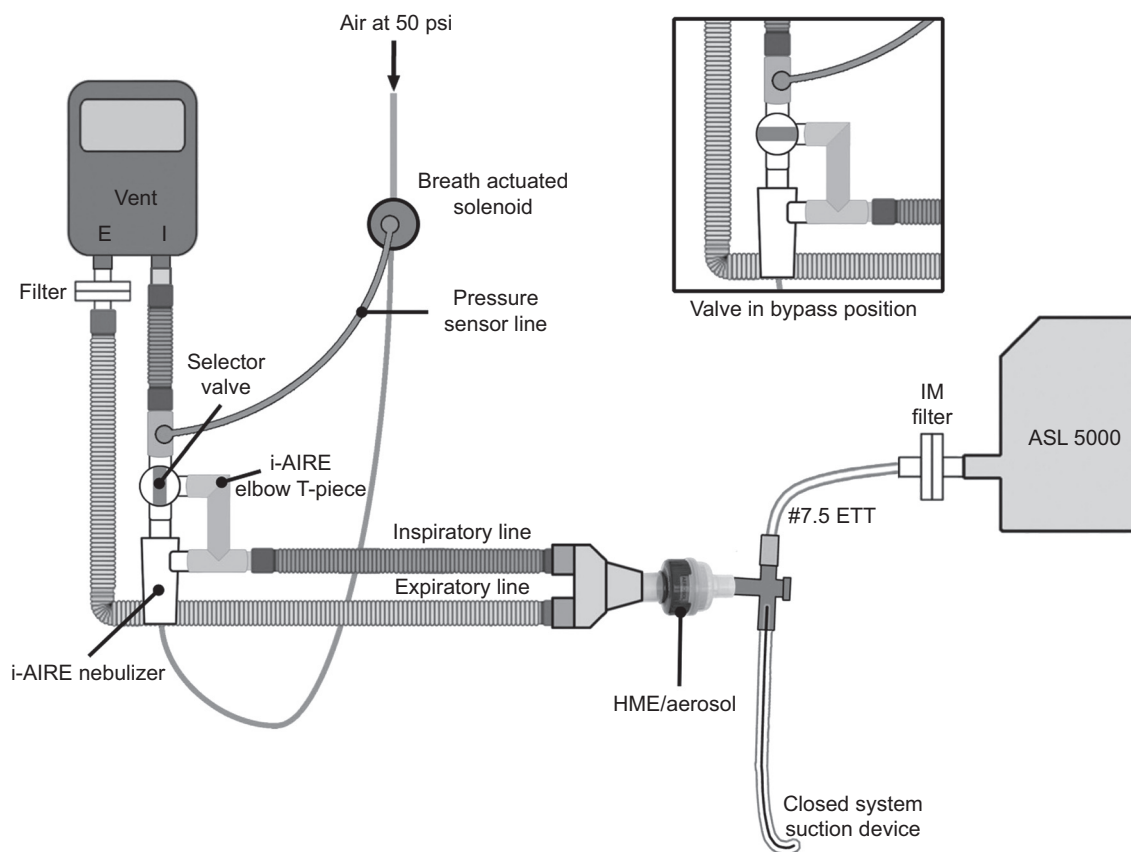 Air at 50 psi
Breath actuated
solenoid
Vent
E I
Filter
Pressure
sensor line
Valve in bypass position
Selector
valve
i-AIRE
elbow T-piece
IM
filter
ASL 5000
#7.5 ETT
Inspiratory line
Expiratory line
i-AIRE nebulizer
HME/aerosol
Closed system
suction device